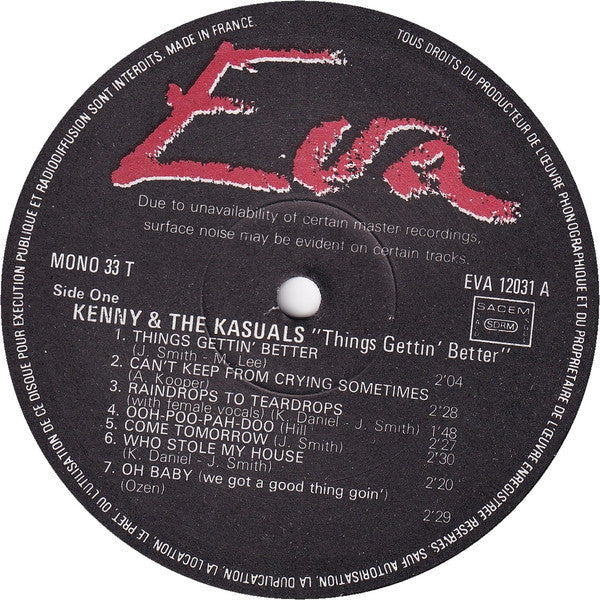 TOUS DROITS DU PRODUCTEUR DE L'ŒUVRE PHONOGRAPHIQUE ET DU PROPRIETAIRE DE L'ŒUVRE ENREGISTREE RESERVES. SAUF AUTORISATION, LA DUPLICATION, LA LOCATION, LE PRET, OU L'UTILISATION DE CE DISQUE POUR EXECUTION PUBLIQUE ET RADIODIFFUSION SONT INTERDITS. MADE IN FRANCE.
Eva
Due to unavailability of certain master recordings,
surface noise may be evident on certain tracks.
MONO 33 T
EVA 12031 A
Side One
SACEM
SDRM
KENNY & THE KASUALS "Things Gettin' Better"
1. THINGS GETTIN' BETTER
(J. Smith - M. Lee) 2'04
2. CAN'T KEEP FROM CRYING SOMETIMES
(A. Kooper) 2'28
3. RAINDROPS TO TEARDROPS
(with female vocals) (K. Daniel - J. Smith) 1'48
4. OOH-POO-PAH-DOO (Hill) 2'27
5. COME TOMORROW (J. Smith) 2'30
6. WHO STOLE MY HOUSE
(K. Daniel - J. Smith) 2'20
7. OH BABY (we got a good thing goin')
(Ozen) 2'29